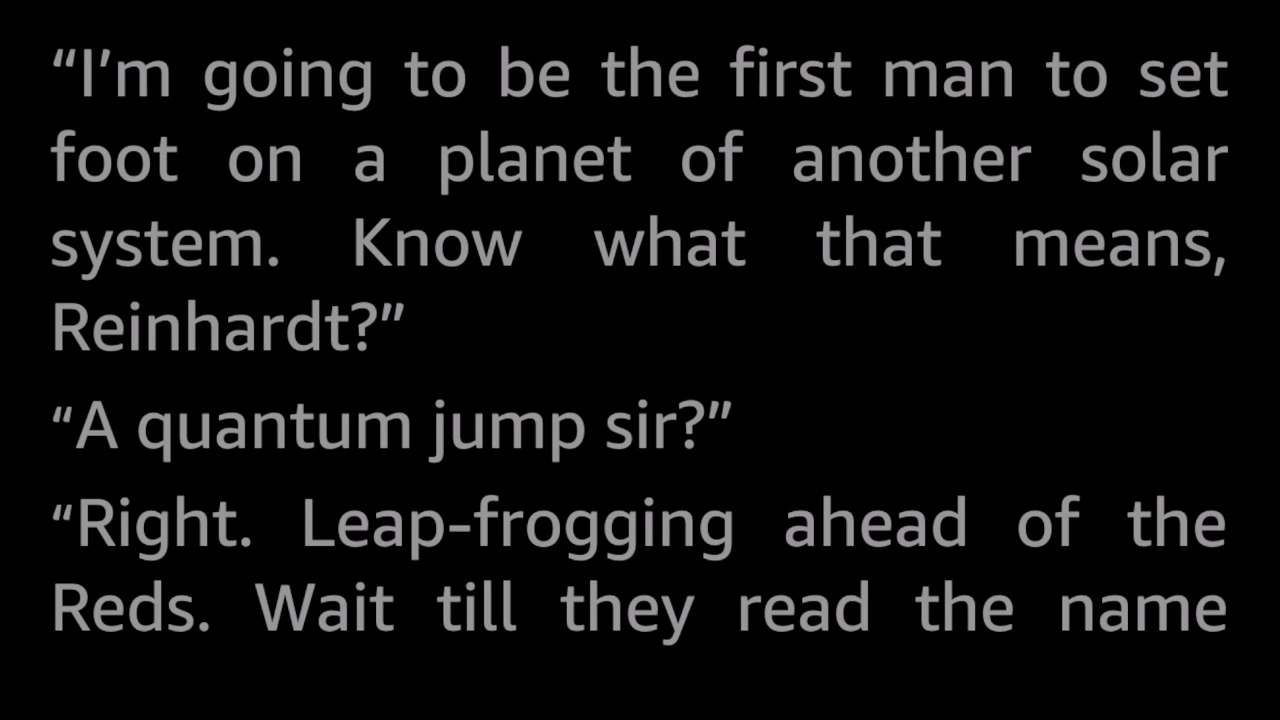 “I’m going to be the first man to set
foot on a planet of another solar
system. Know what that means,
Reinhardt?”
“A quantum jump sir?”
“Right. Leap-frogging ahead of the
Reds. Wait till they read the name